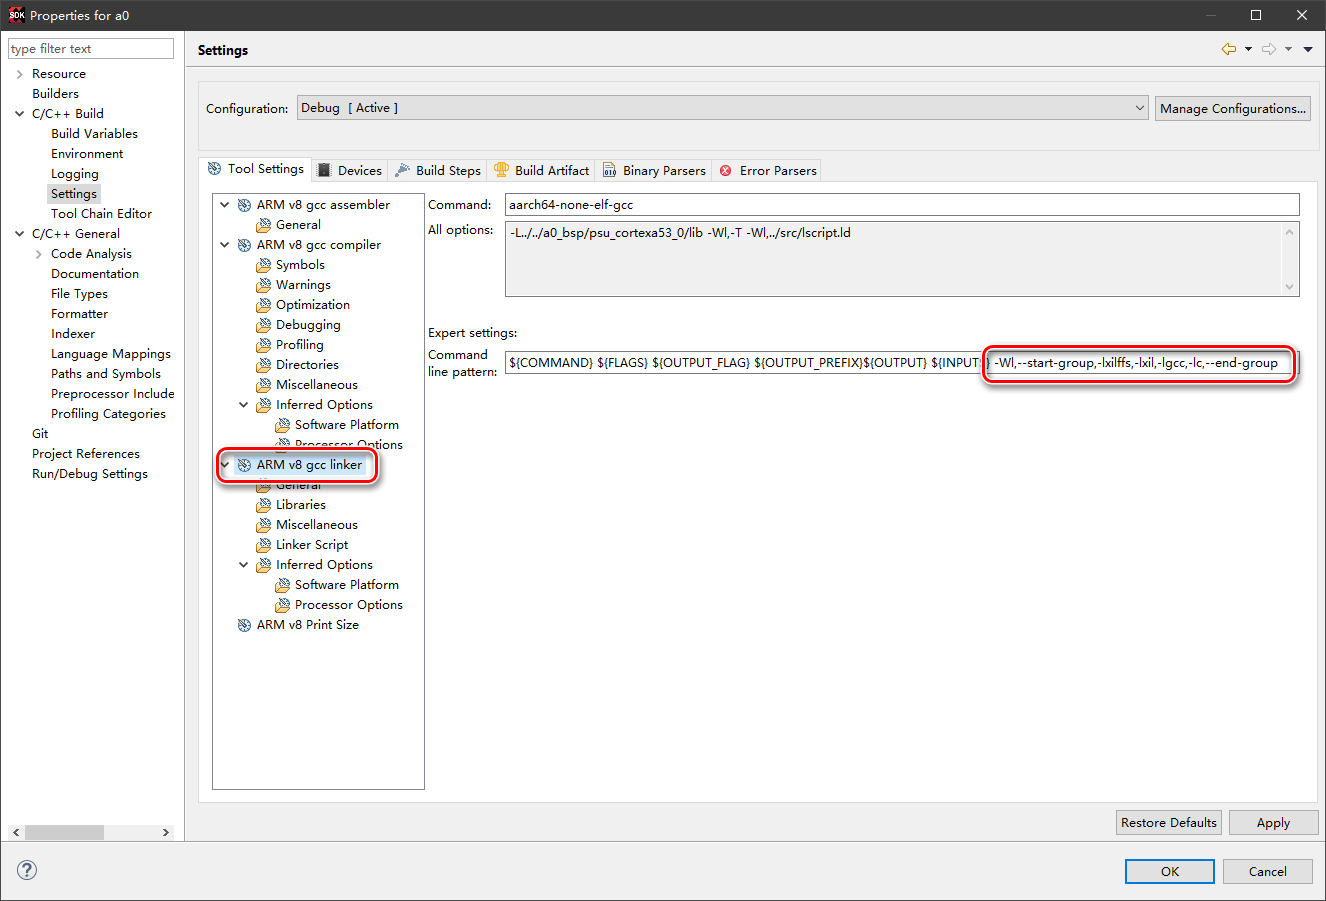 SDK Properties for a0
type filter text
Resource
Builders
C/C++ Build
Build Variables
Environment
Logging
Settings
Tool Chain Editor
C/C++ General
Code Analysis
Documentation
File Types
Formatter
Indexer
Language Mappings
Paths and Symbols
Preprocessor Include
Profiling Categories
Git
Project References
Run/Debug Settings
Settings
Configuration: Debug [ Active ] Manage Configurations...
Tool Settings Devices Build Steps Build Artifact 010 Binary Parsers Error Parsers
ARM v8 gcc assembler
General
ARM v8 gcc compiler
Symbols
Warnings
Optimization
Debugging
Profiling
Directories
Miscellaneous
Inferred Options
Software Platform
Processor Options
ARM v8 gcc linker
General
Libraries
Miscellaneous
Linker Script
Inferred Options
Software Platform
Processor Options
ARM v8 Print Size
Command: aarch64-none-elf-gcc
All options: -L../../a0_bsp/psu_cortexa53_0/lib -Wl,-T -Wl,../src/lscript.ld
Expert settings:
Command
line pattern: ${COMMAND} ${FLAGS} ${OUTPUT_FLAG} ${OUTPUT_PREFIX}${OUTPUT} ${INPUTS} -Wl,--start-group,-lxilffs,-lxil,-lgcc,-lc,--end-group
Restore Defaults Apply
? OK Cancel